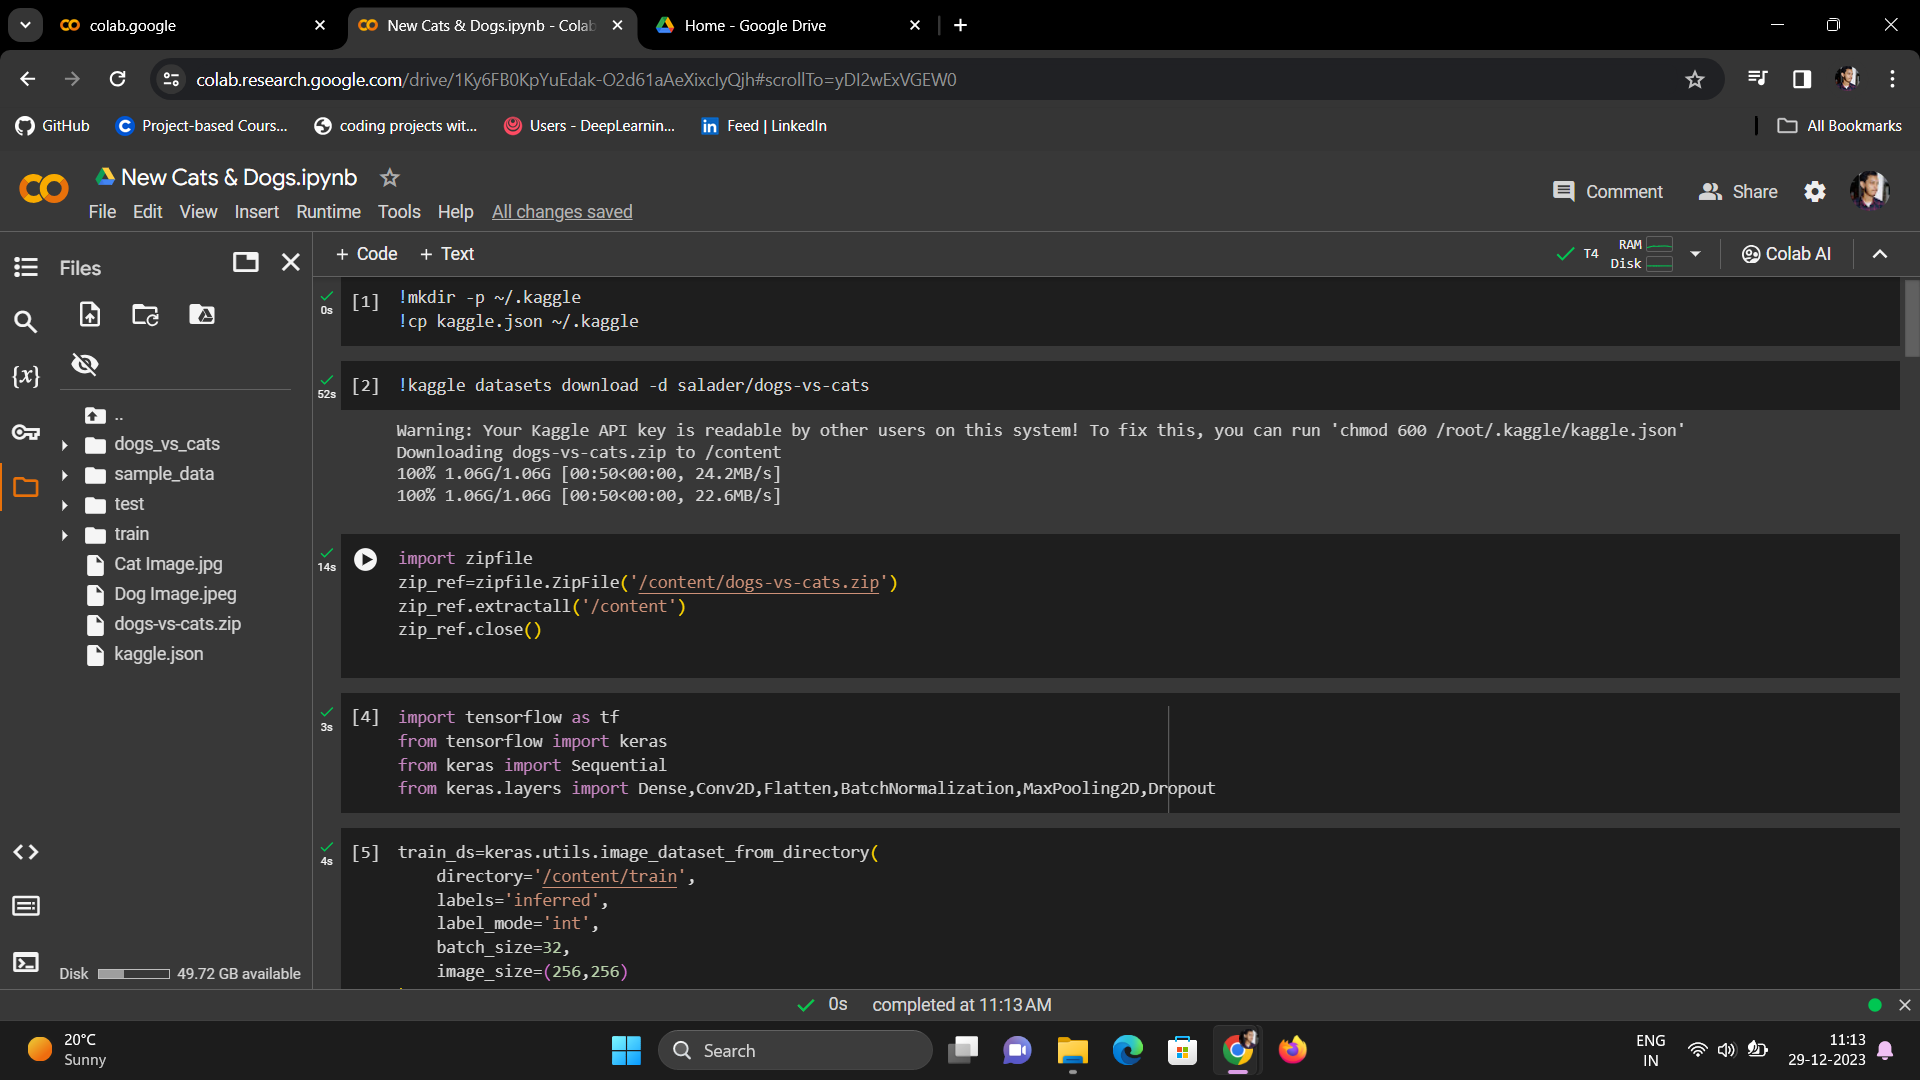 colab.google
New Cats & Dogs.ipynb - Colab
Home - Google Drive
colab.research.google.com/drive/1Ky6FB0KpYuEdak-O2d61aAeXixclyQjh#scrollTo=yDI2wExVGEW0
GitHub
Project-based Cours...
coding projects wit...
Users - DeepLearnin...
Feed | LinkedIn
All Bookmarks
New Cats & Dogs.ipynb
Comment
Share
File Edit View Insert Runtime Tools Help All changes saved
Files
+ Code + Text
T4
RAM
Disk
Colab AI
..
dogs_vs_cats
sample_data
test
train
Cat Image.jpg
Dog Image.jpeg
dogs-vs-cats.zip
kaggle.json
Disk 49.72 GB available
0s
[1] !mkdir -p ~/.kaggle
!cp kaggle.json ~/.kaggle
52s
[2] !kaggle datasets download -d salader/dogs-vs-cats
Warning: Your Kaggle API key is readable by other users on this system! To fix this, you can run 'chmod 600 /root/.kaggle/kaggle.json'
Downloading dogs-vs-cats.zip to /content
100% 1.06G/1.06G [00:50<00:00, 24.2MB/s]
100% 1.06G/1.06G [00:50<00:00, 22.6MB/s]
14s
import zipfile
zip_ref=zipfile.ZipFile('/content/dogs-vs-cats.zip')
zip_ref.extractall('/content')
zip_ref.close()
3s
[4] import tensorflow as tf
from tensorflow import keras
from keras import Sequential
from keras.layers import Dense,Conv2D,Flatten,BatchNormalization,MaxPooling2D,Dropout
4s
[5] train_ds=keras.utils.image_dataset_from_directory(
directory='/content/train',
labels='inferred',
label_mode='int',
batch_size=32,
image_size=(256,256)
0s completed at 11:13 AM
20°C
Sunny
Search
ENG
IN
11:13
29-12-2023